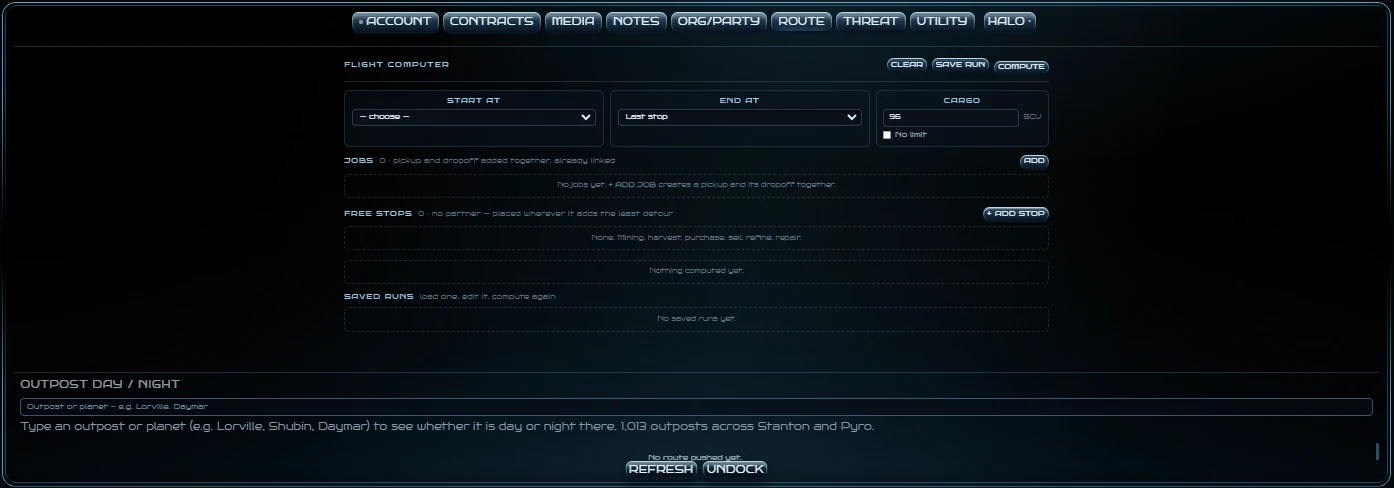 ACCOUNT CONTRACTS MEDIA NOTES ORG/PARTY ROUTE THREAT UTILITY HALO
FLIGHT COMPUTER CLEAR SAVE RUN COMPUTE
START AT END AT CARGO
— choose — Last stop 96 SCU
No limit
JOBS 0 · pickup and dropoff added together, already linked ADD
No jobs yet. + ADD JOB creates a pickup and its dropoff together.
FREE STOPS 0 · no partner — placed wherever it adds the least detour + ADD STOP
None. Mining, harvest, purchase, sell, refine, repair.
Nothing computed yet.
SAVED RUNS load one, edit it, compute again
No saved runs yet.
OUTPOST DAY / NIGHT
Outpost or planet - e.g. Lorville, Daymar
Type an outpost or planet (e.g. Lorville, Shubin, Daymar) to see whether it is day or night there. 1,013 outposts across Stanton and Pyro.
No route pushed yet.
REFRESH UNDOCK